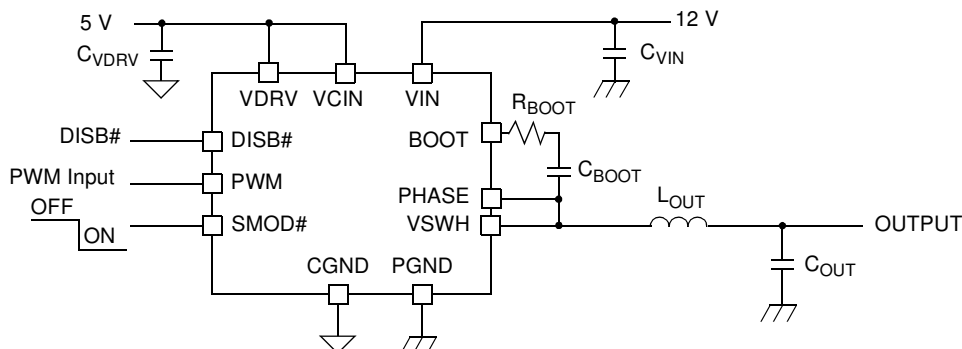 5 V
12 V
CVDRV
CVIN
VDRV
VCIN
VIN
RBOOT
DISB#
DISB#
BOOT
CBOOT
PWM Input
PWM
PHASE
LOUT
OFF
ON
SMOD#
VSWH
OUTPUT
CGND
PGND
COUT